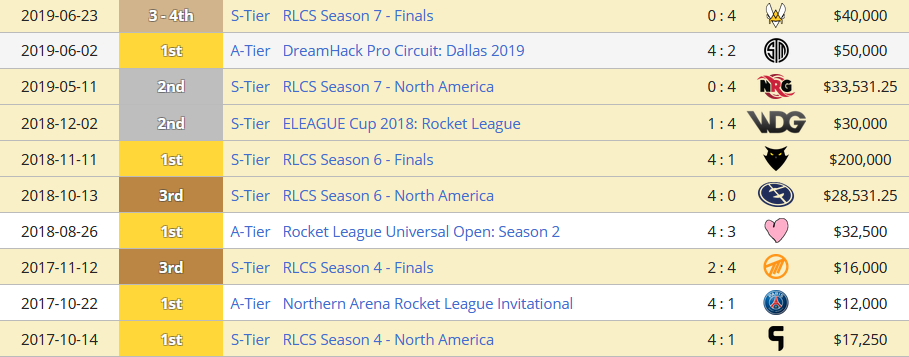 2019-06-23 3 - 4th S-Tier RLCS Season 7 - Finals 0 : 4 $40,000
2019-06-02 1st A-Tier DreamHack Pro Circuit: Dallas 2019 4 : 2 TSM $50,000
2019-05-11 2nd S-Tier RLCS Season 7 - North America 0 : 4 NRG $33,531.25
2018-12-02 2nd S-Tier ELEAGUE Cup 2018: Rocket League 1 : 4 WDG $30,000
2018-11-11 1st S-Tier RLCS Season 6 - Finals 4 : 1 $200,000
2018-10-13 3rd S-Tier RLCS Season 6 - North America 4 : 0 $28,531.25
2018-08-26 1st A-Tier Rocket League Universal Open: Season 2 4 : 3 $32,500
2017-11-12 3rd S-Tier RLCS Season 4 - Finals 2 : 4 $16,000
2017-10-22 1st A-Tier Northern Arena Rocket League Invitational 4 : 1 $12,000
2017-10-14 1st S-Tier RLCS Season 4 - North America 4 : 1 $17,250